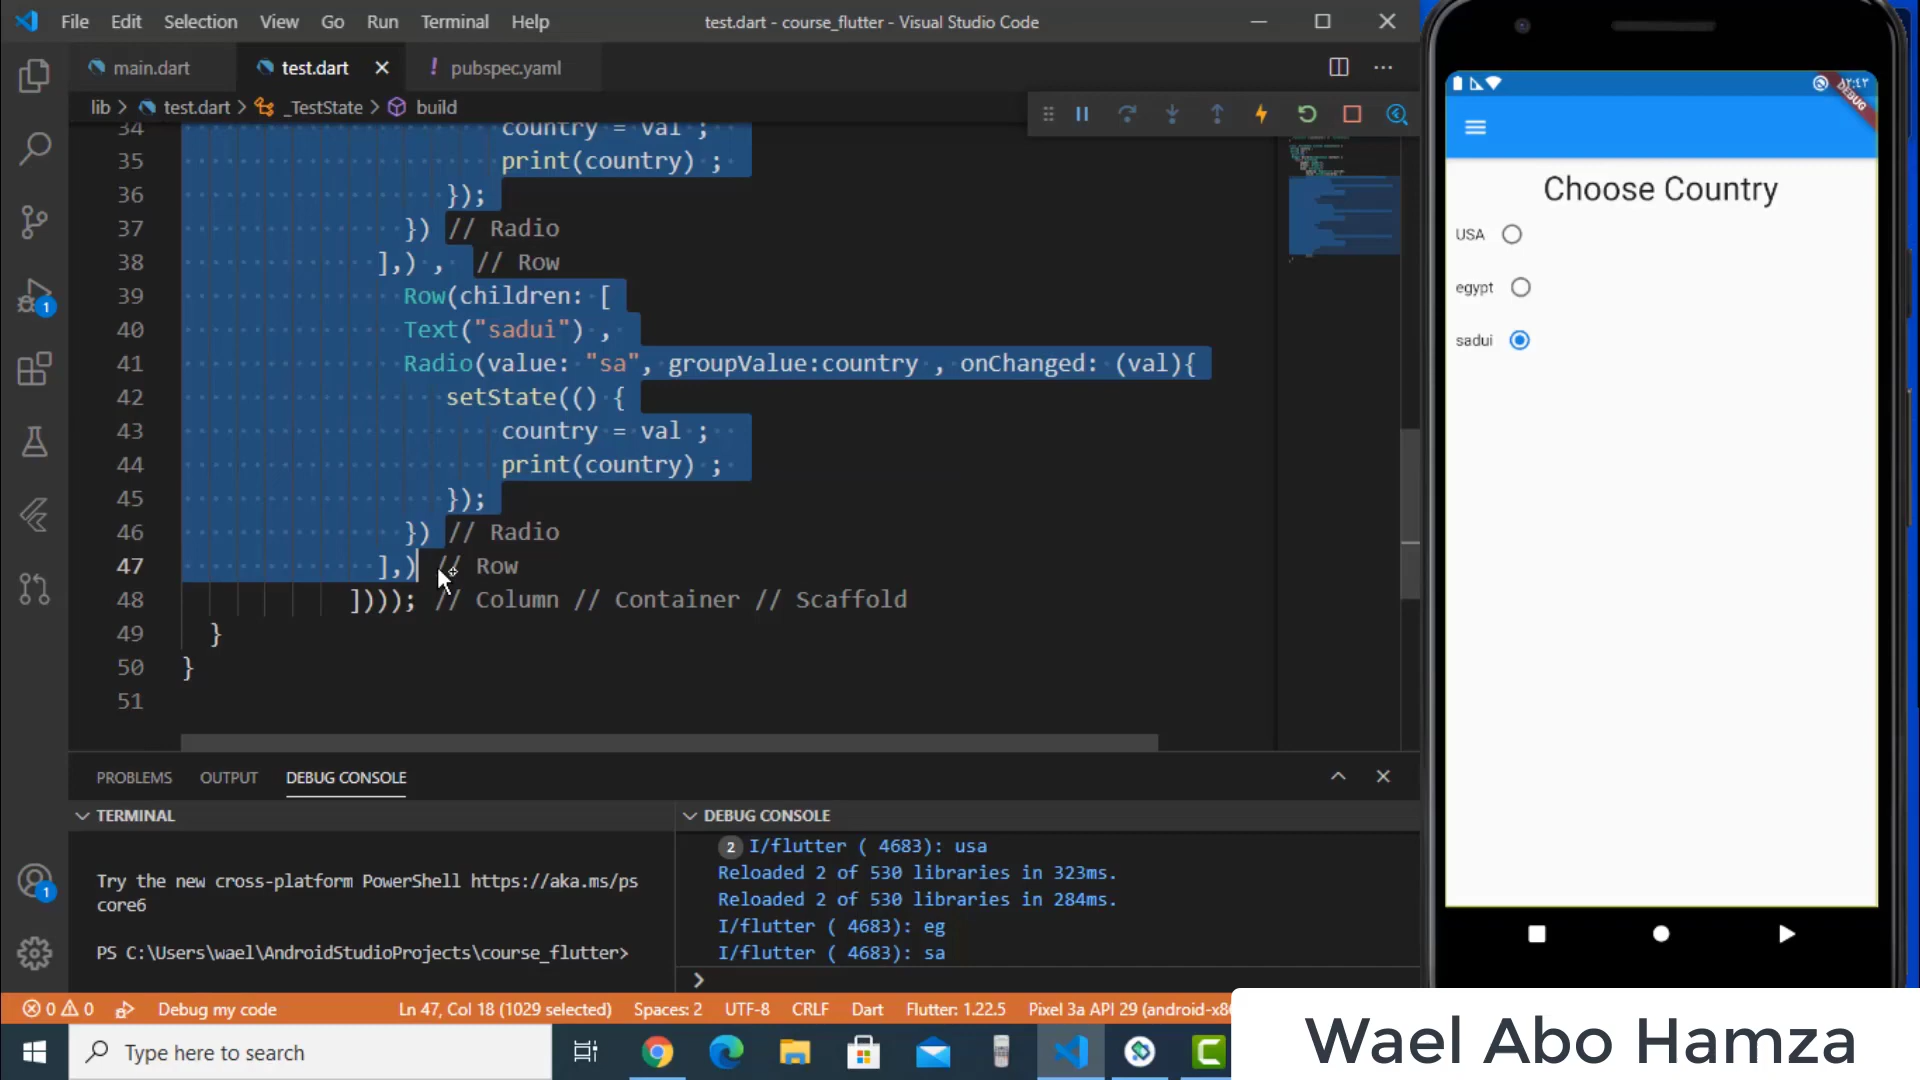 File Edit Selection View Go Run Terminal Help
test.dart - course_flutter - Visual Studio Code
main.dart
test.dart
! pubspec.yaml
lib > test.dart > _TestState > build
34 country = val ;
35 print(country) ;
36 });
37 }) // Radio
38 ],) , // Row
39 Row(children: [
40 Text("sadui") ,
41 Radio(value: "sa", groupValue:country , onChanged: (val){
42 setState(() {
43 country = val ;
44 print(country) ;
45 });
46 }) // Radio
47 ],) // Row
48 ]))); // Column // Container // Scaffold
49 }
50 }
51
1
1
PROBLEMS OUTPUT DEBUG CONSOLE
TERMINAL
Try the new cross-platform PowerShell https://aka.ms/ps
core6
PS C:\Users\wael\AndroidStudioProjects\course_flutter>
DEBUG CONSOLE
2 I/flutter ( 4683): usa
Reloaded 2 of 530 libraries in 323ms.
Reloaded 2 of 530 libraries in 284ms.
I/flutter ( 4683): eg
I/flutter ( 4683): sa
0 0 Debug my code Ln 47, Col 18 (1029 selected) Spaces: 2 UTF-8 CRLF Dart Flutter: 1.22.5 Pixel 3a API 29 (android-x8
Type here to search
١٢:٤٣
DEBUG
Choose Country
USA
egypt
sadui
Wael Abo Hamza